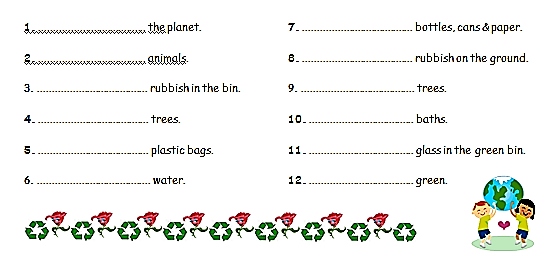 1. ........................................ the planet.
2. ........................................ animals.
3. ........................................ rubbish in the bin.
4. ........................................ trees.
5. ........................................ plastic bags.
6. ........................................ water.
7. ........................................ bottles, cans & paper.
8. ........................................ rubbish on the ground.
9. ........................................ trees.
10. ........................................ baths.
11. ........................................ glass in the green bin.
12. ........................................ green.